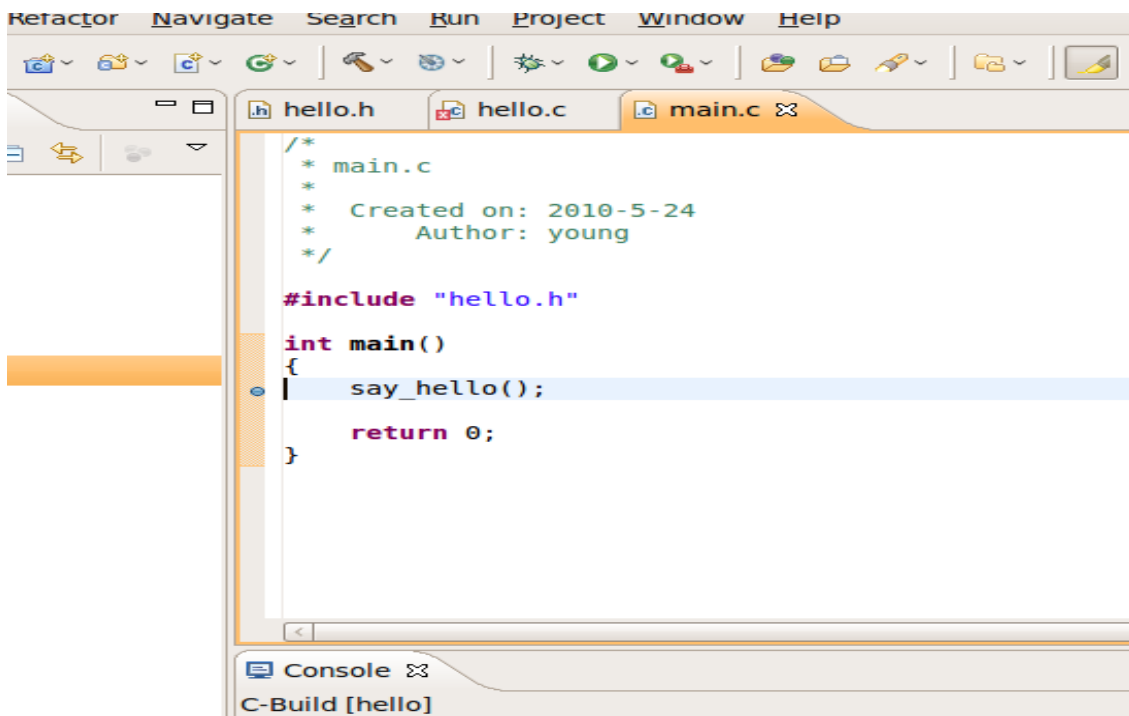 Refactor Navigate Search Run Project Window Help
hello.h hello.c main.c
/*
 * main.c
 *
 *  Created on: 2010-5-24
 *      Author: young
 */
#include "hello.h"
int main()
{
    say_hello();
    return 0;
}
Console
C-Build [hello]